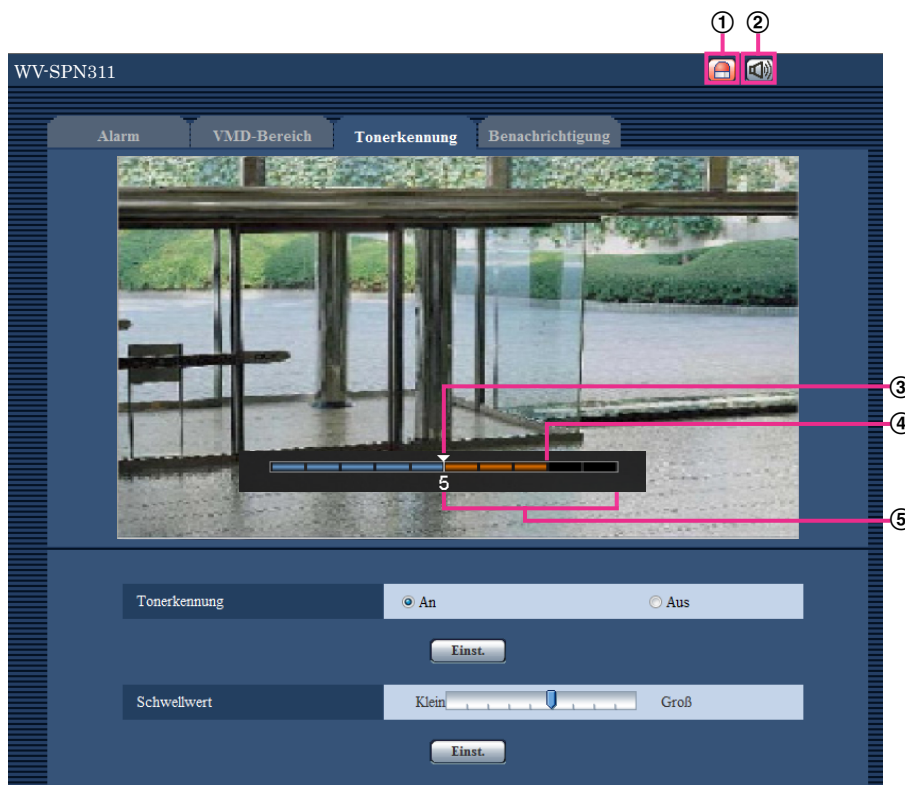 ① ②
WV-SPN311
Alarm VMD-Bereich Tonerkennung Benachrichtigung
③
④
5
⑤
Tonerkennung An Aus
Einst.
Schwellwert Klein Groß
Einst.